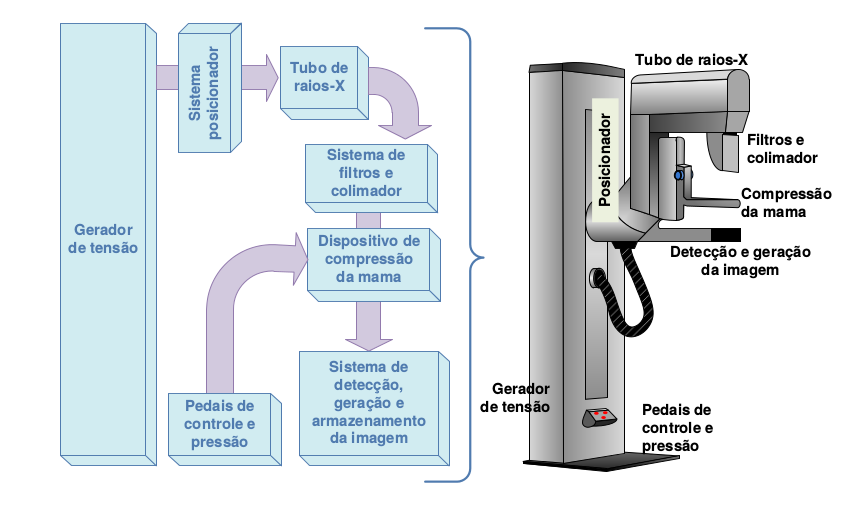 Gerador
de tensão
Sistema
posicionador
Tubo de
raios-X
Sistema de
filtros e
colimador
Dispositivo de
compressão
da mama
Pedais de
controle e
pressão
Sistema de
detecção,
geração e
armazenamento
da imagem
Tubo de raios-X
Posicionador
Filtros e
colimador
Compressão
da mama
Detecção e geração
da imagem
Gerador
de tensão
Pedais de
controle e
pressão